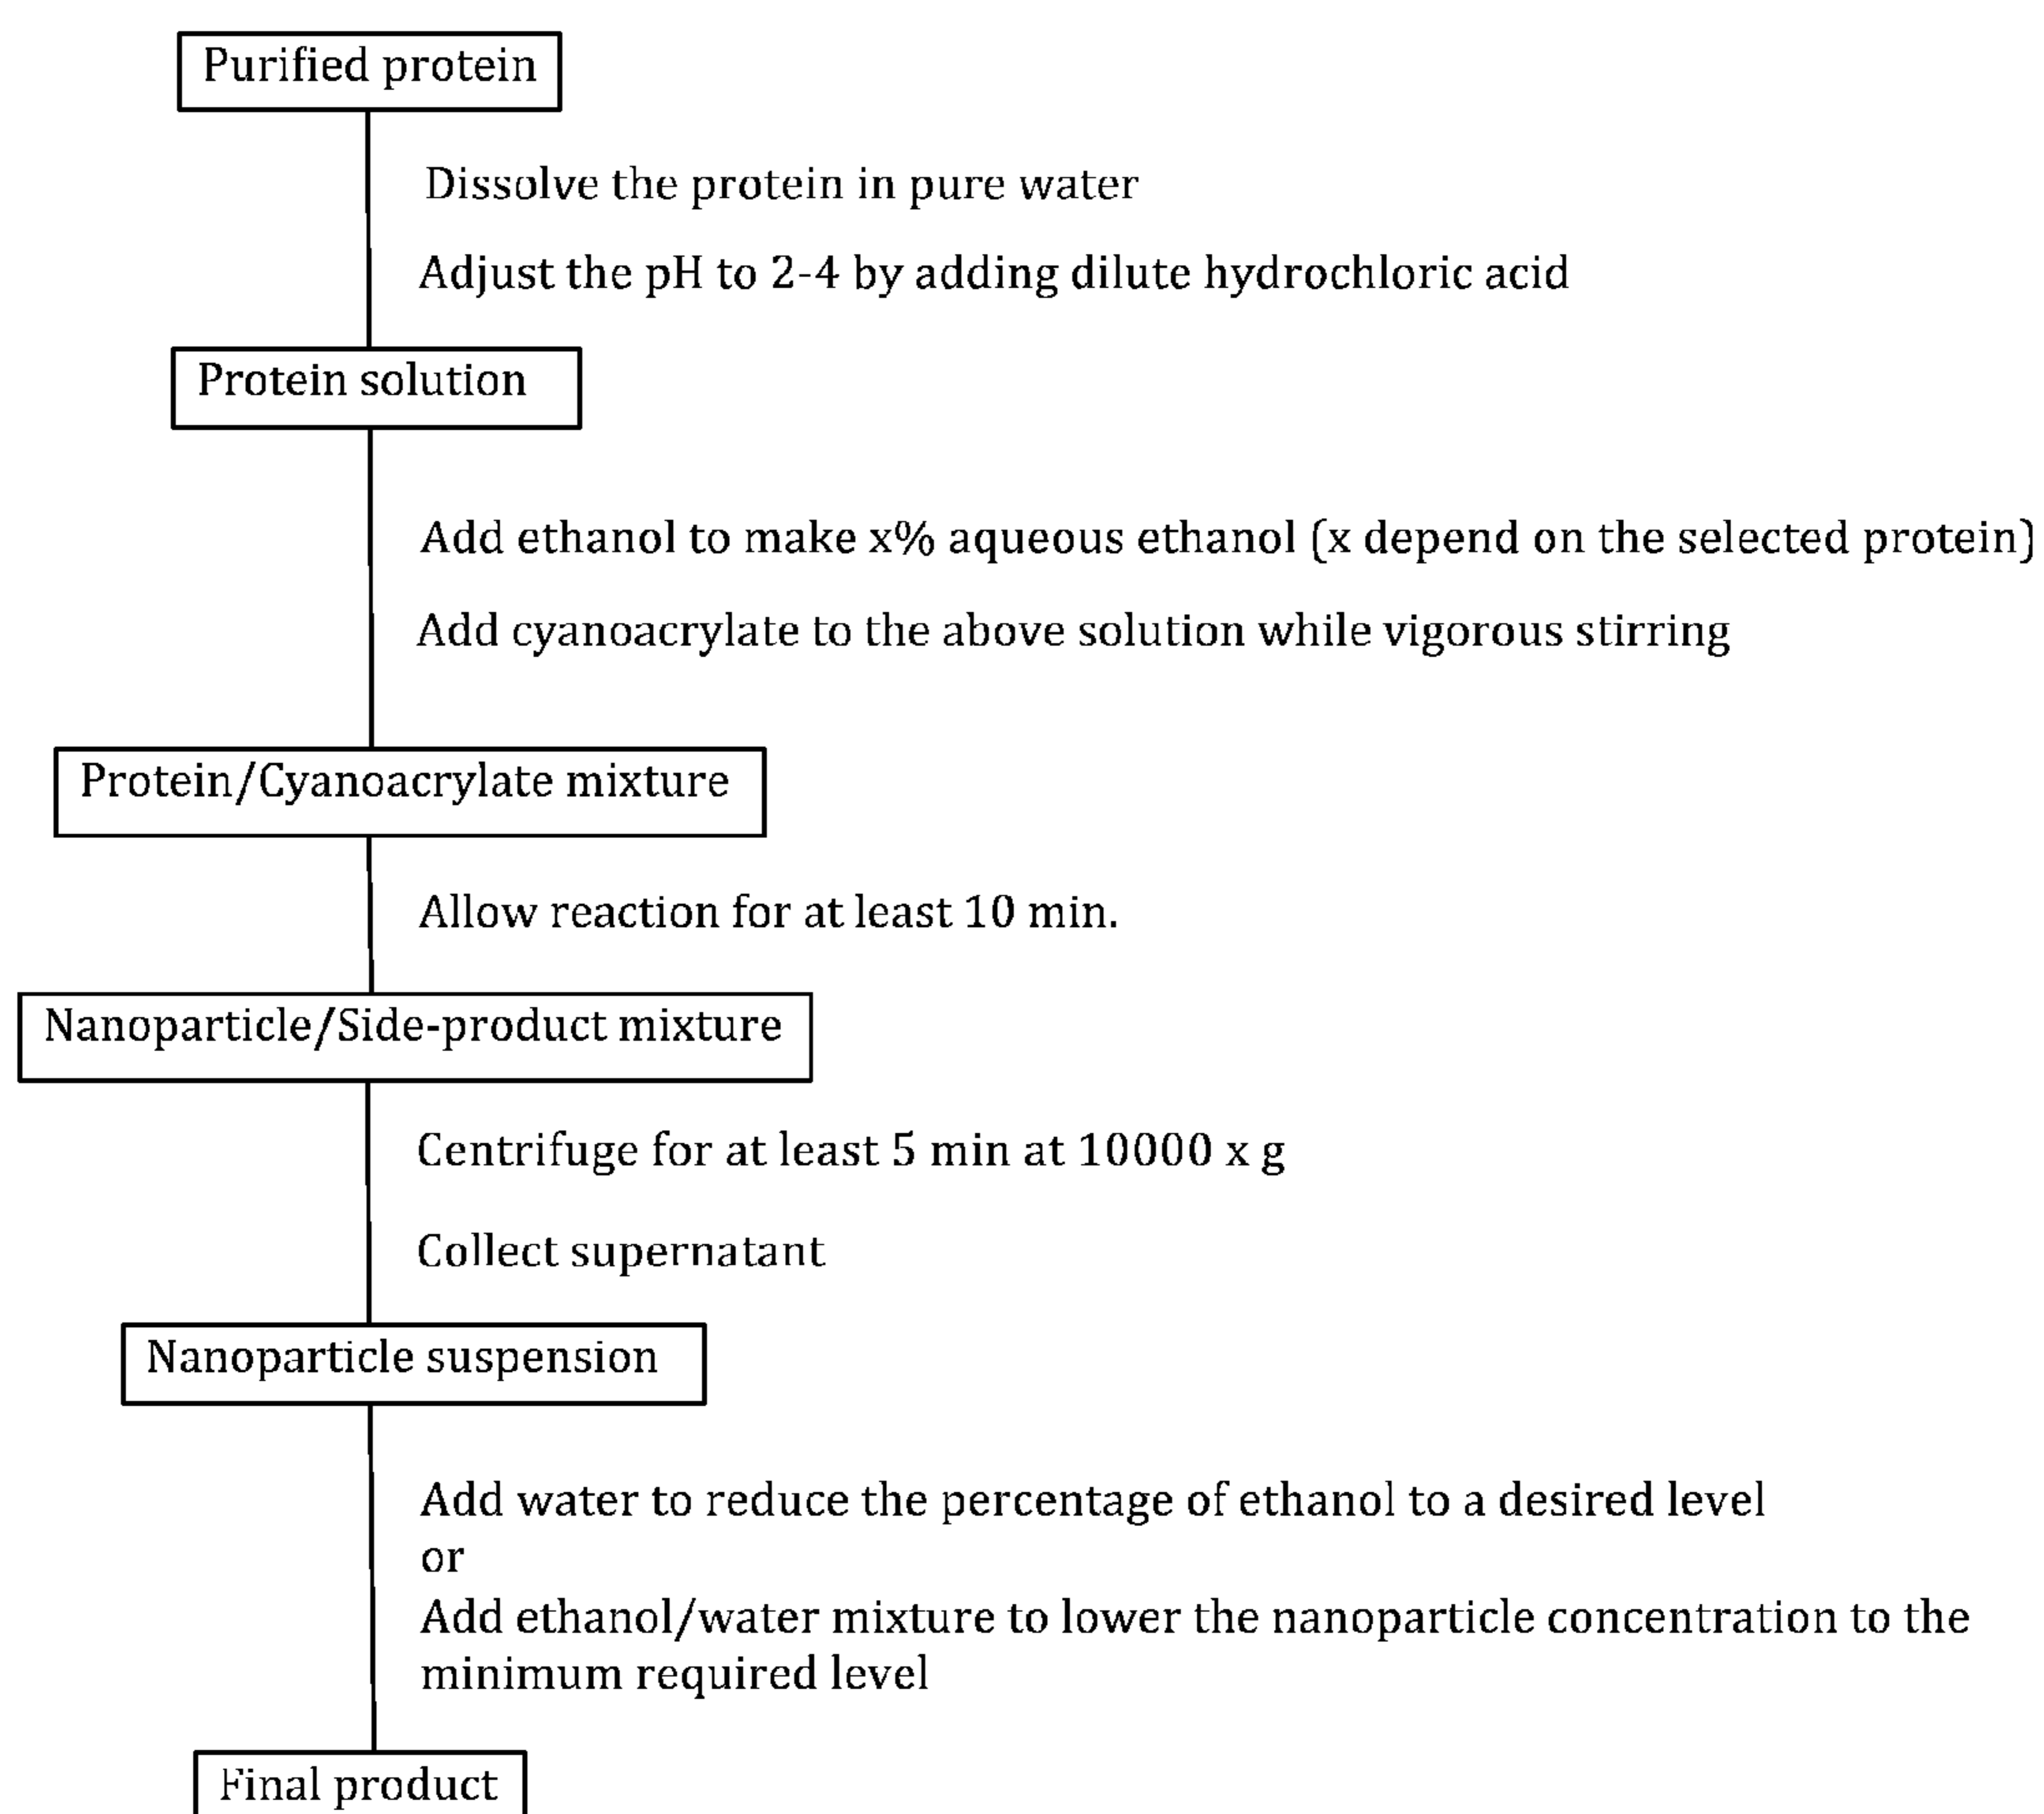 Purified protein
Dissolve the protein in pure water
Adjust the pH to 2-4 by adding dilute hydrochloric acid
Protein solution
Add ethanol to make x% aqueous ethanol (x depend on the selected protein)
Add cyanoacrylate to the above solution while vigorous stirring
Protein/Cyanoacrylate mixture
Allow reaction for at least 10 min.
Nanoparticle/Side-product mixture
Centrifuge for at least 5 min at 10000 x g
Collect supernatant
Nanoparticle suspension
Add water to reduce the percentage of ethanol to a desired level
or
Add ethanol/water mixture to lower the nanoparticle concentration to the
minimum required level
Final product